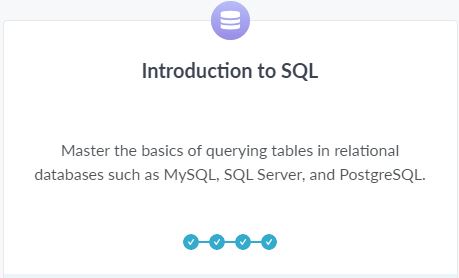 Introduction to SQL
Master the basics of querying tables in relational
databases such as MySQL, SQL Server, and PostgreSQL.